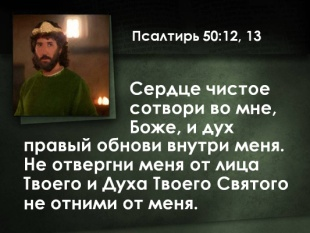 Псалтирь 50:12, 13
Сердце чистое
сотвори во мне,
Боже, и дух
правый обнови внутри меня.
Не отвергни меня от лица
Твоего и Духа Твоего Святого
не отними от меня.